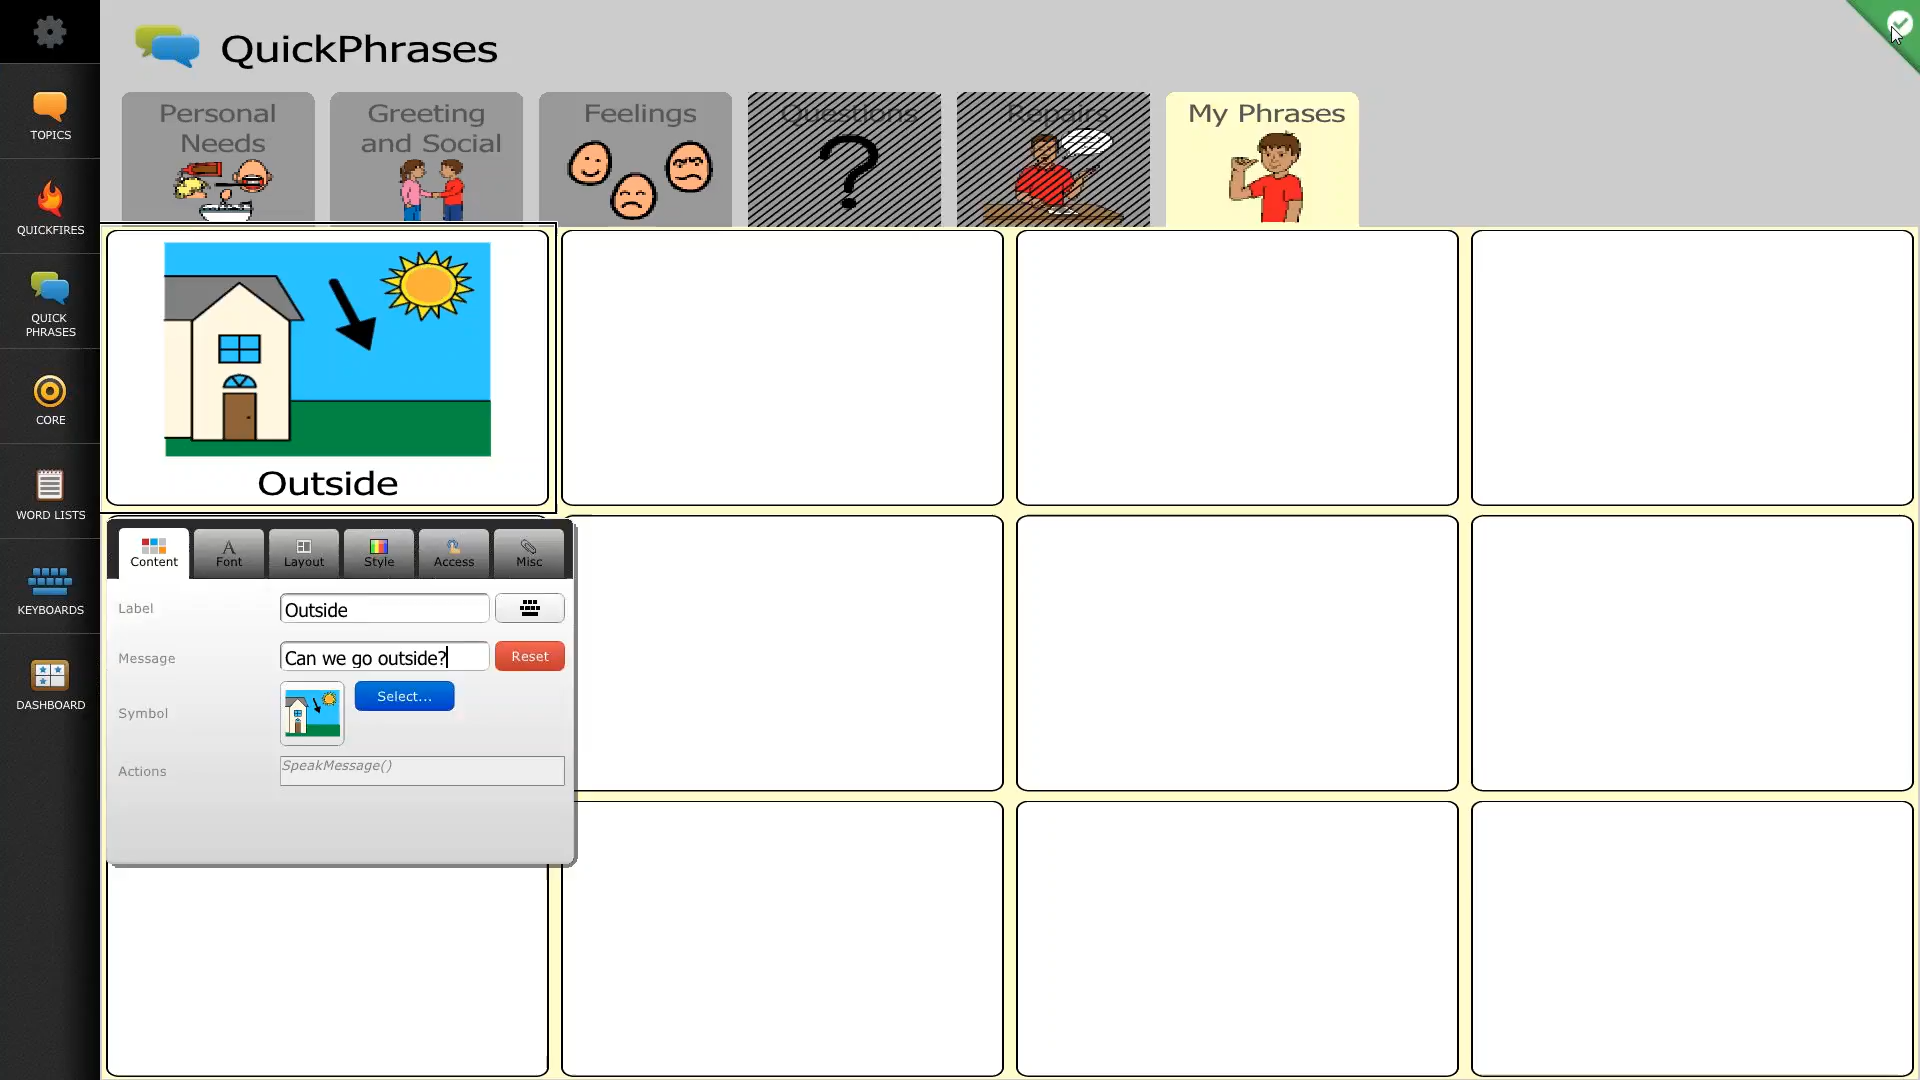 QuickPhrases
TOPICS
QUICKFIRES
QUICK
PHRASES
CORE
WORD LISTS
KEYBOARDS
DASHBOARD
Personal
Needs
Greeting
and Social
Feelings
Questions
?
Repairs
My Phrases
Outside
Content
Font
Layout
Style
Access
Misc
Label
Outside
Message
Can we go outside?
Reset
Symbol
Select...
Actions
SpeakMessage()